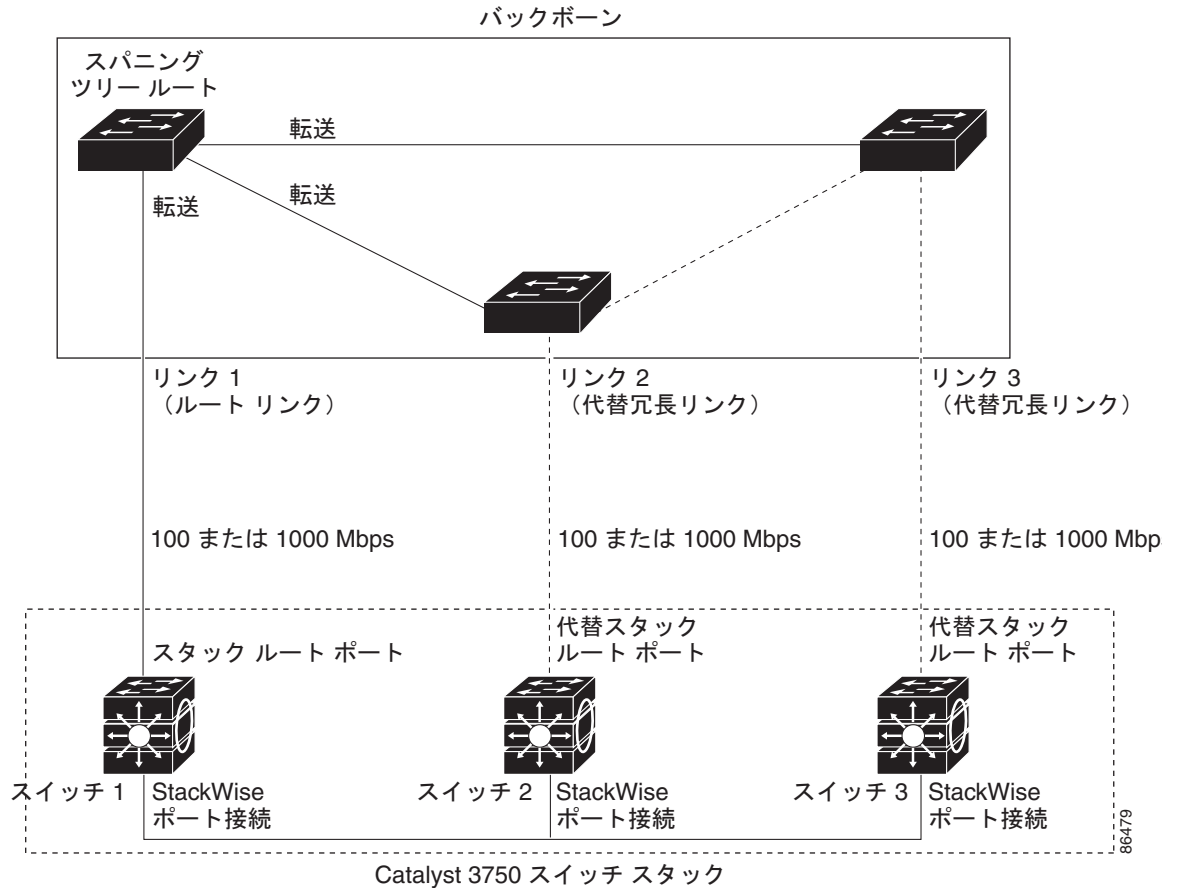 バックボーン
スパニング
ツリー ルート
転送
転送
転送
リンク 1
（ルート リンク）
リンク 2
（代替冗長リンク）
リンク 3
（代替冗長リンク）
100 または 1000 Mbps
100 または 1000 Mbps
100 または 1000 Mbp
スタック ルート ポート
代替スタック
ルート ポート
代替スタック
ルート ポート
スイッチ 1
StackWise
ポート接続
スイッチ 2
StackWise
ポート接続
スイッチ 3
StackWise
ポート接続
86479
Catalyst 3750 スイッチ スタック